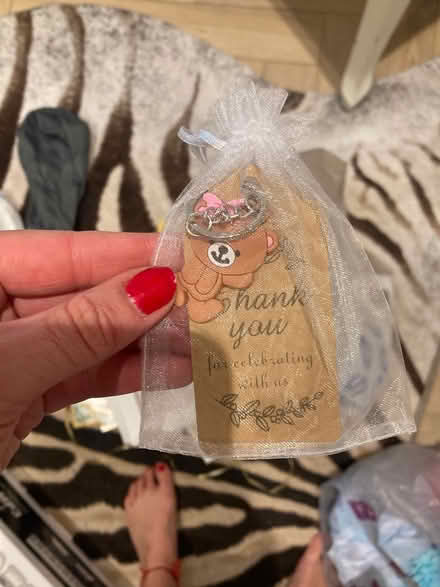 Thank
you
for celebrating
with us